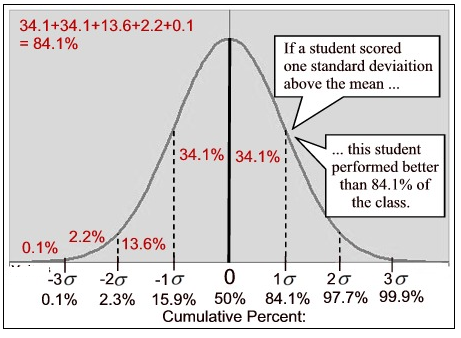 34.1+34.1+13.6+2.2+0.1
= 84.1%
If a student scored
one standard deviaition
above the mean ...
... this student
performed better
than 84.1% of
the class.
34.1% 34.1%
0.1% 2.2% 13.6%
-3σ -2σ -1σ 0 1σ 2σ 3σ
0.1% 2.3% 15.9% 50% 84.1% 97.7% 99.9%
Cumulative Percent: